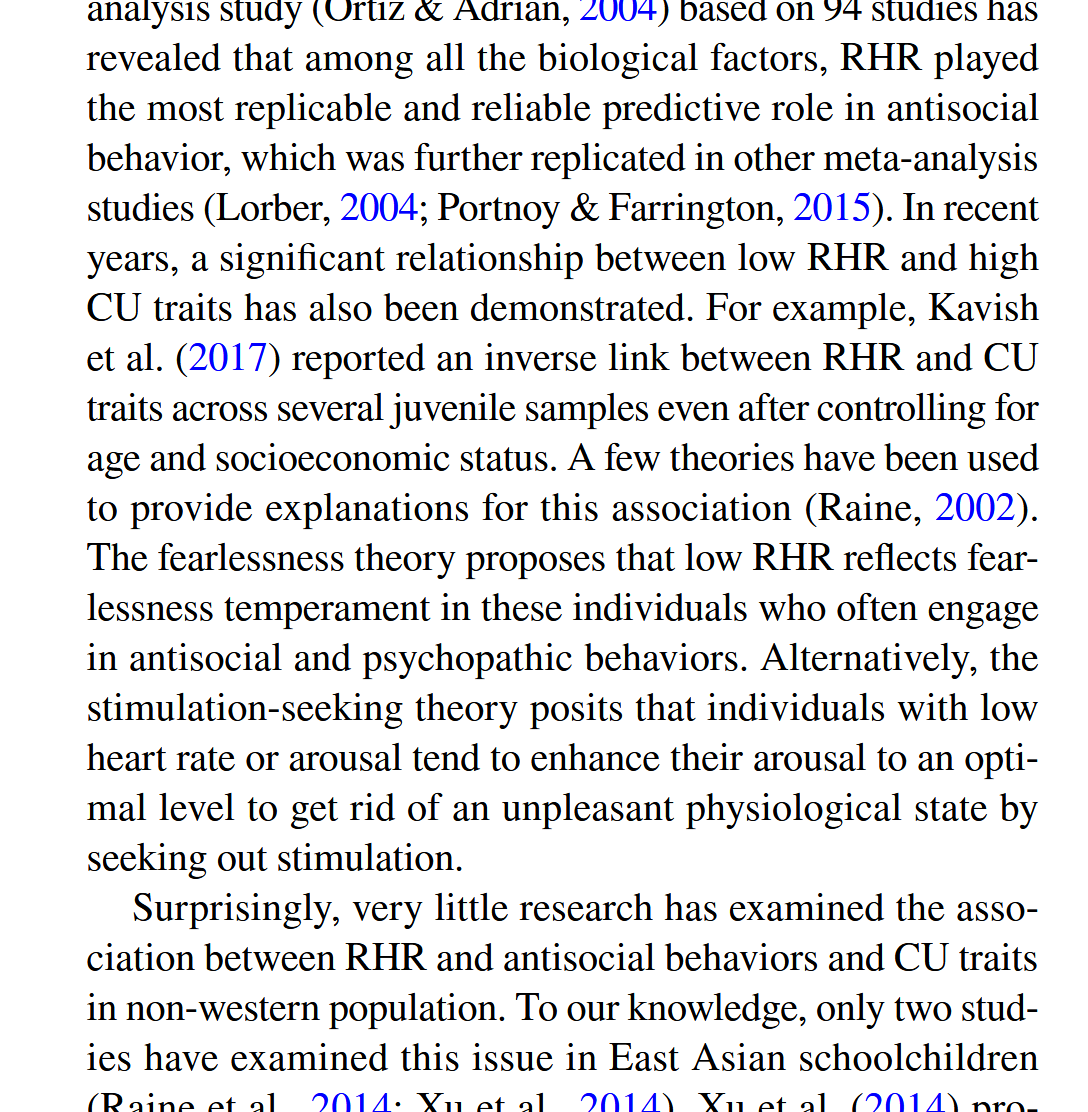 analysis study (Ortiz & Adrian, 2004) based on 94 studies has
revealed that among all the biological factors, RHR played
the most replicable and reliable predictive role in antisocial
behavior, which was further replicated in other meta-analysis
studies (Lorber, 2004; Portnoy & Farrington, 2015). In recent
years, a significant relationship between low RHR and high
CU traits has also been demonstrated. For example, Kavish
et al. (2017) reported an inverse link between RHR and CU
traits across several juvenile samples even after controlling for
age and socioeconomic status. A few theories have been used
to provide explanations for this association (Raine, 2002).
The fearlessness theory proposes that low RHR reflects fear-
lessness temperament in these individuals who often engage
in antisocial and psychopathic behaviors. Alternatively, the
stimulation-seeking theory posits that individuals with low
heart rate or arousal tend to enhance their arousal to an opti-
mal level to get rid of an unpleasant physiological state by
seeking out stimulation.
Surprisingly, very little research has examined the asso-
ciation between RHR and antisocial behaviors and CU traits
in non-western population. To our knowledge, only two stud-
ies have examined this issue in East Asian schoolchildren
(Raine et al., 2014; Xu et al., 2014). Xu et al. (2014) pro-